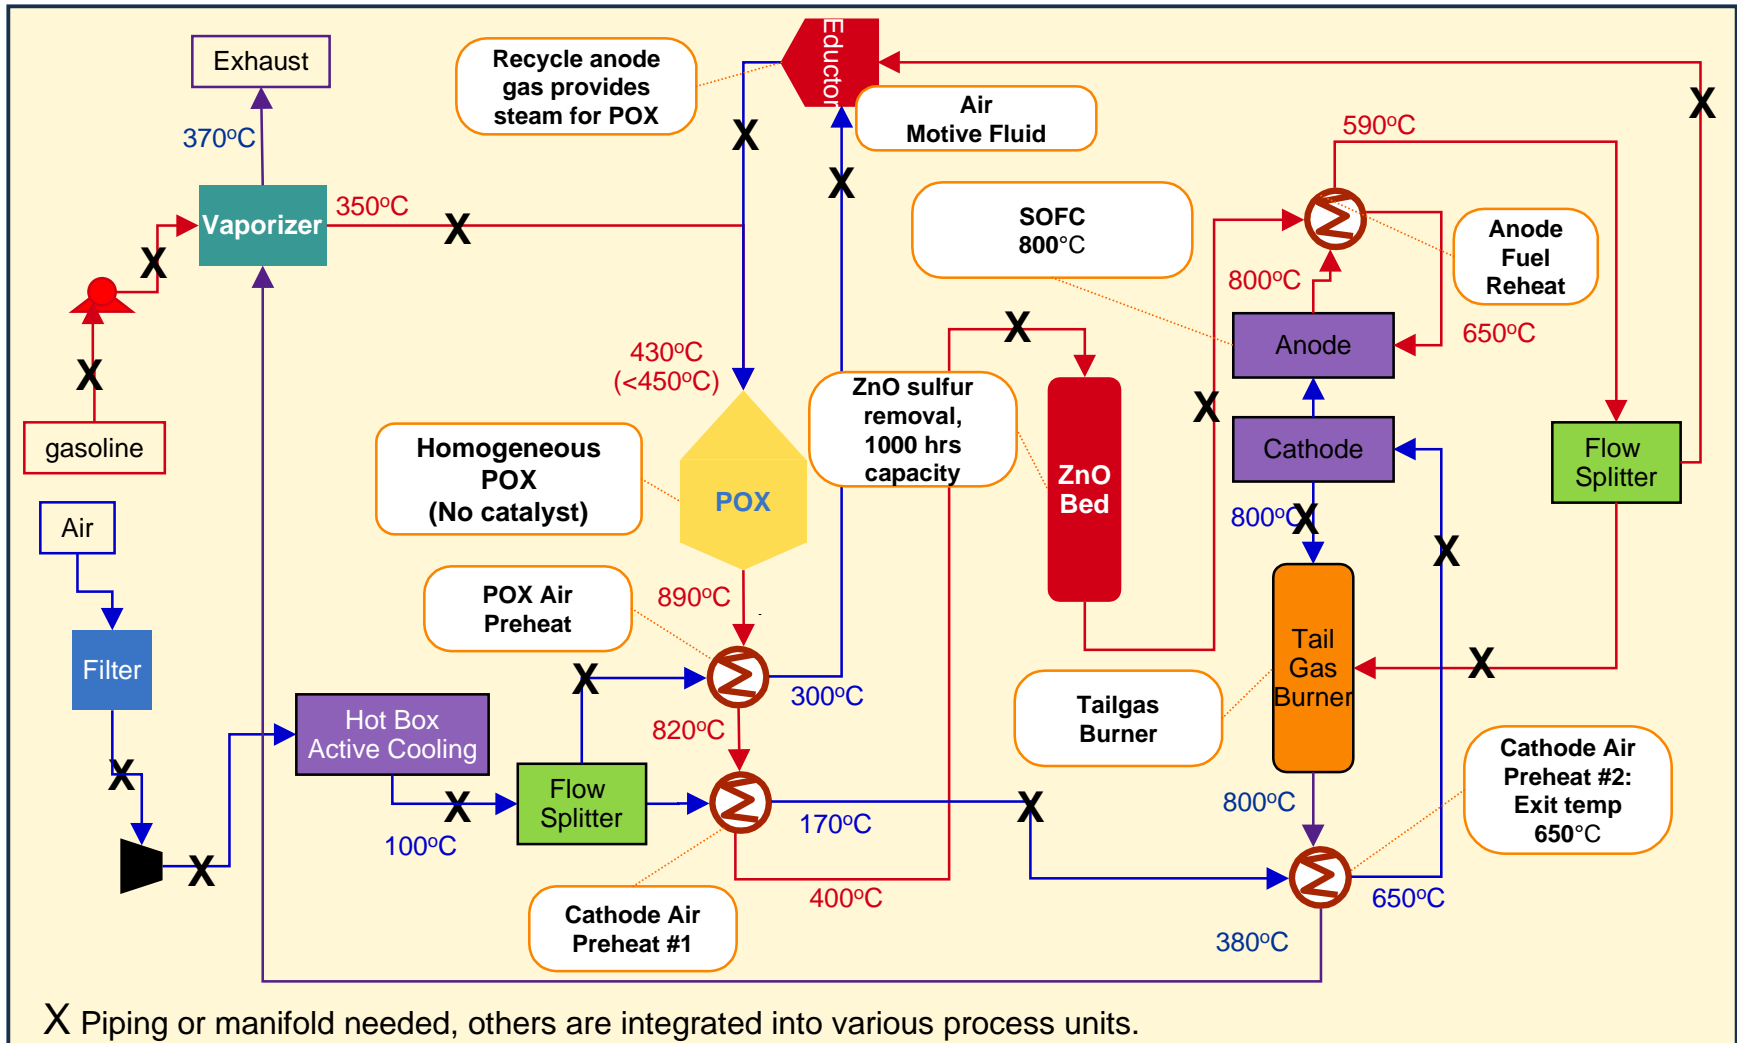 Exhaust
Recycle anode
gas provides
steam for POX
Eductor
Air
Motive Fluid
X
X
590°C
370°C
X
Vaporizer
350°C
X
SOFC
800°C
Anode
Fuel
Reheat
X
800°C
X
650°C
Anode
430°C
(<450°C)
X
ZnO sulfur
removal,
1000 hrs
capacity
X
gasoline
Homogeneous
POX
(No catalyst)
POX
ZnO
Bed
Cathode
Flow
Splitter
Air
800°C
X
X
POX Air
Preheat
890°C
Filter
X
300°C
Tail
Gas
Burner
X
Tailgas
Burner
Hot Box
Active Cooling
820°C
Cathode Air
Preheat #2:
Exit temp
650°C
X
100°C
X
Flow
Splitter
170°C
X
800°C
X
400°C
650°C
Cathode Air
Preheat #1
380°C
X Piping or manifold needed, others are integrated into various process units.